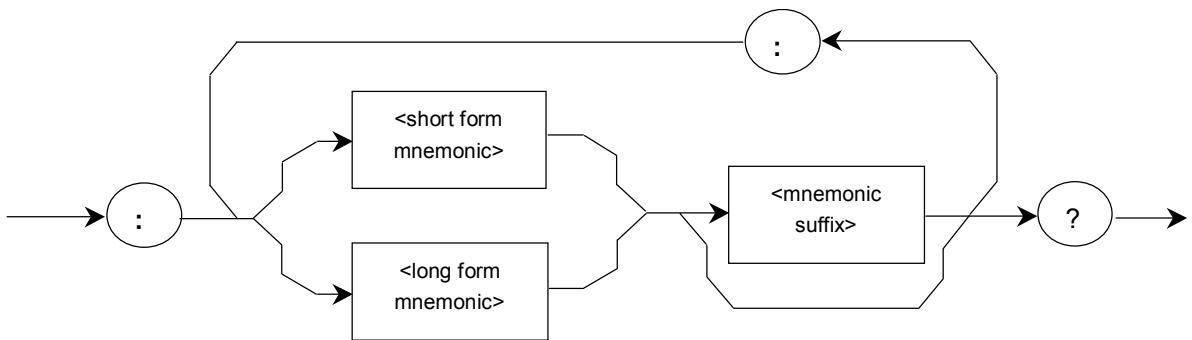 :
<short form
mnemonic>
:
<mnemonic
suffix>
?
<long form
mnemonic>